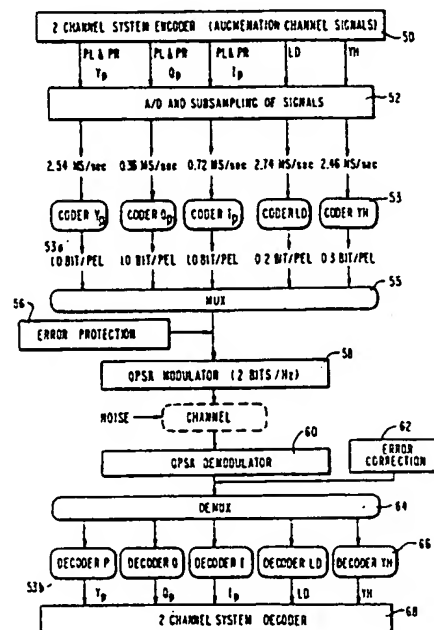 2 CHANNEL SYSTEM ENCODER (AUGMENATION CHANNEL SIGNALS)
50
PL & PR PL & PR PL & PR LD YH
Yp Qp Ip
A/D AND SUBSAMPLING OF SIGNALS
52
2.54 MS/sec 0.36 MS/sec 0.72 MS/sec 2.74 MS/sec 2.46 MS/sec
53
CODER Yp CODER Qp CODER Ip CODER LD CODER YH
53a
1.0 BIT/PEL 1.0 BIT/PEL 1.0 BIT/PEL 0.2 BIT/PEL 0.3 BIT/PEL
55
MUX
56
ERROR PROTECTION
58
QPSK MODULATOR (2 BITS/Hz)
NOISE CHANNEL
60
62
QPSK DEMODULATOR
ERROR CORRECTION
DEMUX
64
DECODER P DECODER Q DECODER I DECODER LD DECODER YH
66
53b
Yp Qp Ip LD YH
2 CHANNEL SYSTEM DECODER
68